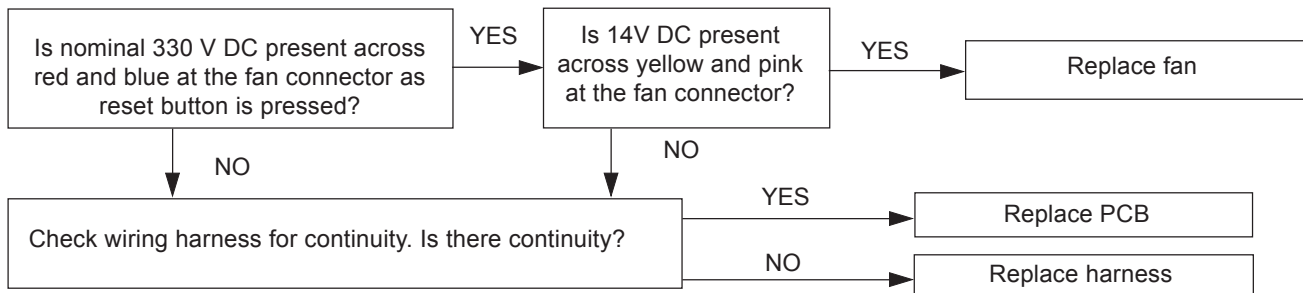 Is nominal 330 V DC present across
red and blue at the fan connector as
reset button is pressed?
YES
Is 14V DC present
across yellow and pink
at the fan connector?
YES
Replace fan
NO
NO
Check wiring harness for continuity. Is there continuity?
YES
Replace PCB
NO
Replace harness